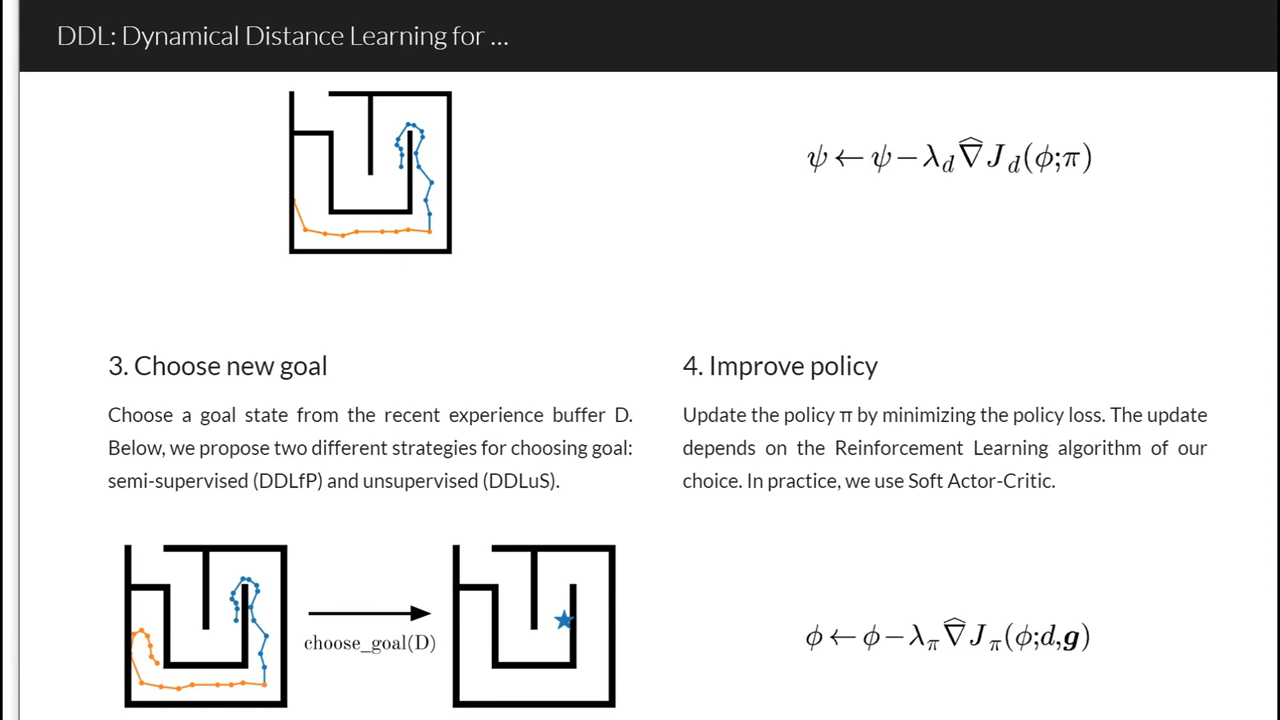 DDL: Dynamical Distance Learning for ...
ψ ← ψ − λ_d ∇̂ J_d(ϕ;π)
3. Choose new goal
Choose a goal state from the recent experience buffer D.
Below, we propose two different strategies for choosing goal:
semi-supervised (DDLfP) and unsupervised (DDLuS).
choose_goal(D)
4. Improve policy
Update the policy π by minimizing the policy loss. The update
depends on the Reinforcement Learning algorithm of our
choice. In practice, we use Soft Actor-Critic.
ϕ ← ϕ − λ_π ∇̂ J_π(ϕ;d,g)